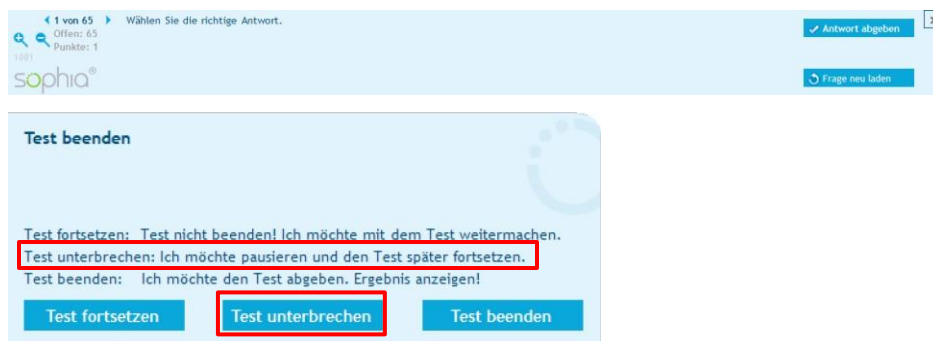 1 von 65 Wählen Sie die richtige Antwort.
Offen: 65
Punkte: 1
1001
sophia®
Antwort abgeben
Frage neu laden
Test beenden
Test fortsetzen: Test nicht beenden! Ich möchte mit dem Test weitermachen.
Test unterbrechen: Ich möchte pausieren und den Test später fortsetzen.
Test beenden: Ich möchte den Test abgeben. Ergebnis anzeigen!
Test fortsetzen Test unterbrechen Test beenden